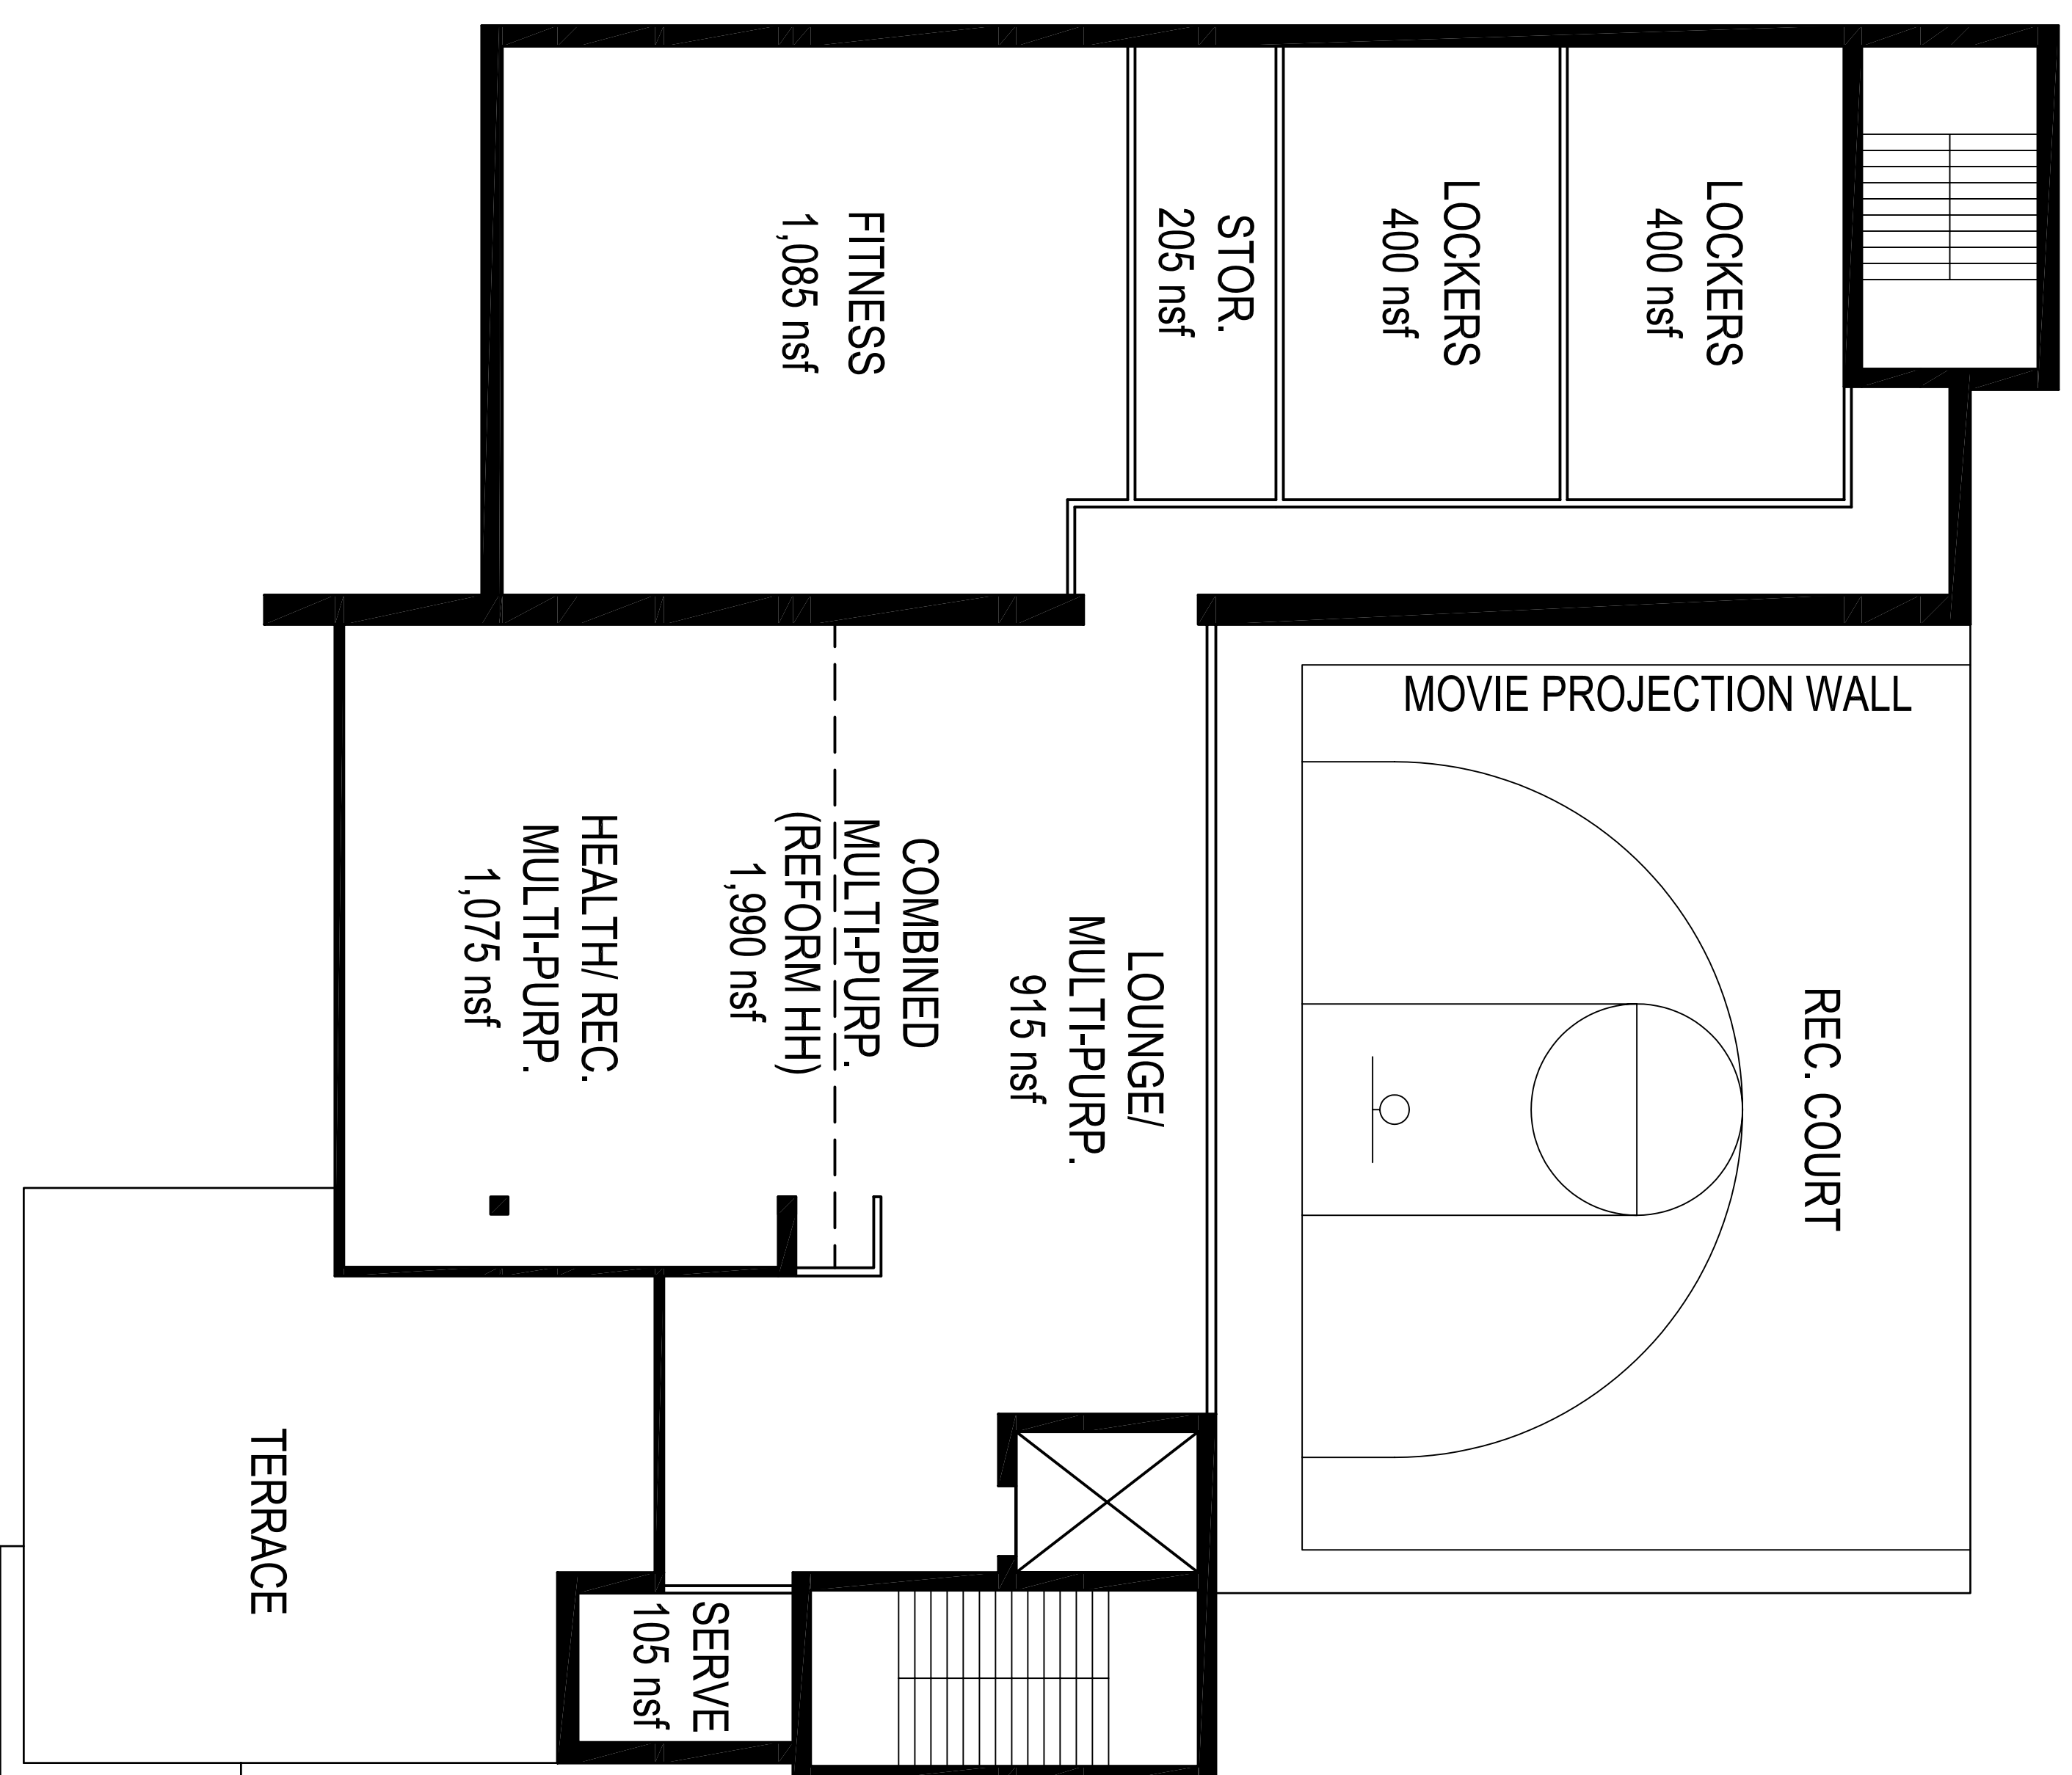 FITNESS
1,085 nsf
STOR.
205 nsf
LOCKERS
400 nsf
LOCKERS
400 nsf
MOVIE PROJECTION WALL
REC. COURT
LOUNGE/
MULTI-PURP.
915 nsf
COMBINED
MULTI-PURP.
(REFORM HH)
1,990 nsf
HEALTH/ REC.
MULTI-PURP.
1,075 nsf
TERRACE
SERVE
105 nsf